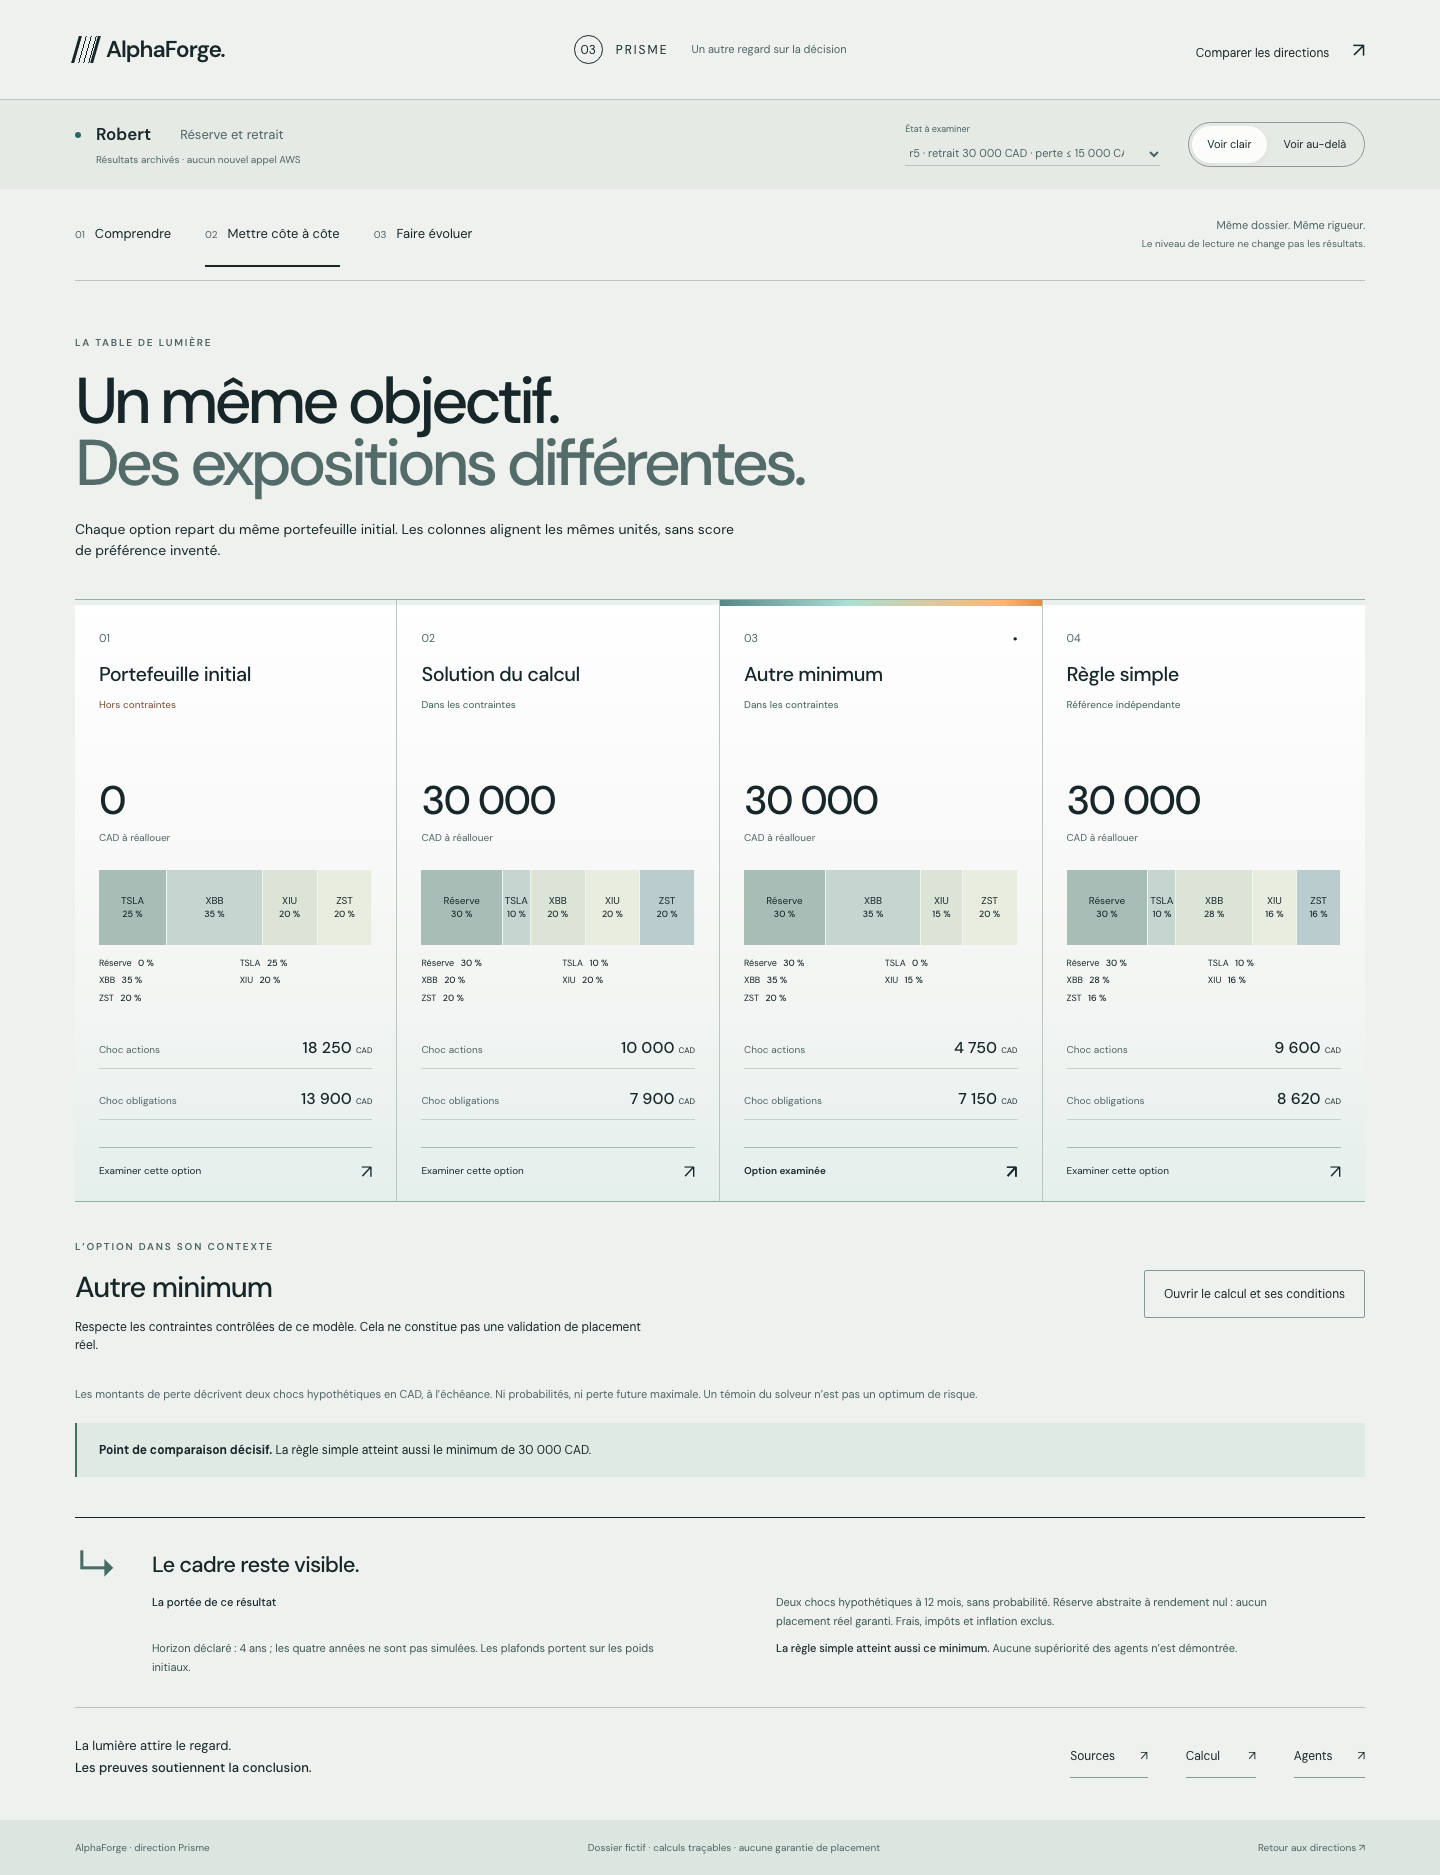 AlphaForge.
03 PRISME Un autre regard sur la décision
Comparer les directions
Robert Réserve et retrait
Résultats archivés · aucun nouvel appel AWS
État à examiner
r5 · retrait 30 000 CAD · perte ≤ 15 000 CA
Voir clair Voir au-delà
01 Comprendre 02 Mettre côte à côte 03 Faire évoluer
Même dossier. Même rigueur.
Le niveau de lecture ne change pas les résultats.
LA TABLE DE LUMIÈRE
Un même objectif.
Des expositions différentes.
Chaque option repart du même portefeuille initial. Les colonnes alignent les mêmes unités, sans score
de préférence inventé.
01
Portefeuille initial
Hors contraintes
0
CAD à réallouer
TSLA XBB XIU ZST
25 % 35 % 20 % 20 %
Réserve 0 % TSLA 25 %
XBB 35 % XIU 20 %
ZST 20 %
Choc actions 18 250 CAD
Choc obligations 13 900 CAD
Examiner cette option
02
Solution du calcul
Dans les contraintes
30 000
CAD à réallouer
Réserve TSLA XBB XIU ZST
30 % 10 % 20 % 20 % 20 %
Réserve 30 % TSLA 10 %
XBB 20 % XIU 20 %
ZST 20 %
Choc actions 10 000 CAD
Choc obligations 7 900 CAD
Examiner cette option
03
Autre minimum
Dans les contraintes
30 000
CAD à réallouer
Réserve XBB XIU ZST
30 % 35 % 15 % 20 %
Réserve 30 % TSLA 0 %
XBB 35 % XIU 15 %
ZST 20 %
Choc actions 4 750 CAD
Choc obligations 7 150 CAD
Option examinée
04
Règle simple
Référence indépendante
30 000
CAD à réallouer
Réserve TSLA XBB XIU ZST
30 % 10 % 28 % 16 % 16 %
Réserve 30 % TSLA 10 %
XBB 28 % XIU 16 %
ZST 16 %
Choc actions 9 600 CAD
Choc obligations 8 620 CAD
Examiner cette option
L’OPTION DANS SON CONTEXTE
Autre minimum
Respecte les contraintes contrôlées de ce modèle. Cela ne constitue pas une validation de placement
réel.
Ouvrir le calcul et ses conditions
Les montants de perte décrivent deux chocs hypothétiques en CAD, à l’échéance. Ni probabilités, ni perte future maximale. Un témoin du solveur n’est pas un optimum de risque.
Point de comparaison décisif. La règle simple atteint aussi le minimum de 30 000 CAD.
Le cadre reste visible.
La portée de ce résultat
Deux chocs hypothétiques à 12 mois, sans probabilité. Réserve abstraite à rendement nul : aucun
placement réel garanti. Frais, impôts et inflation exclus.
Horizon déclaré : 4 ans ; les quatre années ne sont pas simulées. Les plafonds portent sur les poids
initiaux.
La règle simple atteint aussi ce minimum. Aucune supériorité des agents n’est démontrée.
La lumière attire le regard.
Les preuves soutiennent la conclusion.
Sources Calcul Agents
AlphaForge · direction Prisme
Dossier fictif · calculs traçables · aucune garantie de placement
Retour aux directions